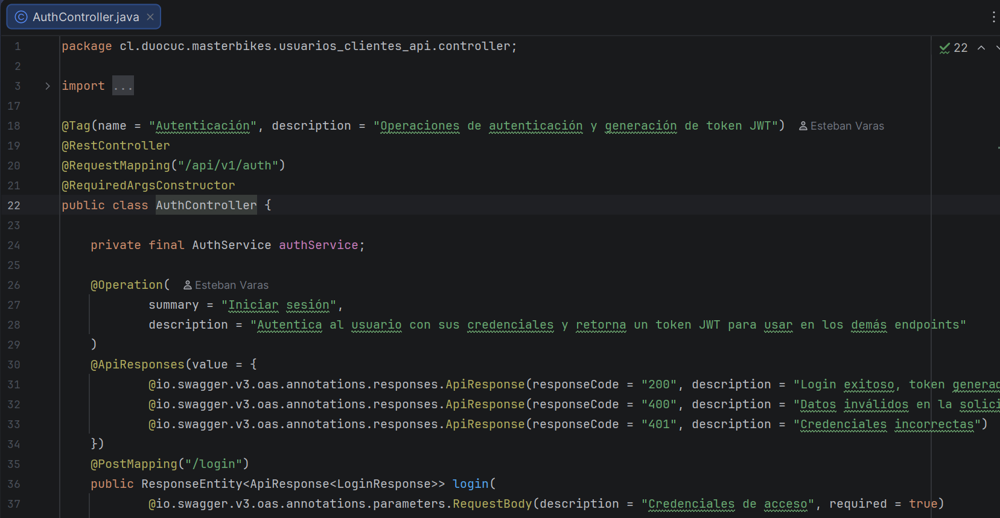 AuthController.java
22
1 package cl.duocuc.masterbikes.usuarios_clientes_api.controller;
2
3 import ...
17
18 @Tag(name = "Autenticación", description = "Operaciones de autenticación y generación de token JWT") Esteban Varas
19 @RestController
20 @RequestMapping("/api/v1/auth")
21 @RequiredArgsConstructor
22 public class AuthController {
23
24 private final AuthService authService;
25
26 @Operation( Esteban Varas
27 summary = "Iniciar sesión",
28 description = "Autentica al usuario con sus credenciales y retorna un token JWT para usar en los demás endpoints"
29 )
30 @ApiResponses(value = {
31 @io.swagger.v3.oas.annotations.responses.ApiResponse(responseCode = "200", description = "Login exitoso, token generad
32 @io.swagger.v3.oas.annotations.responses.ApiResponse(responseCode = "400", description = "Datos inválidos en la solici
33 @io.swagger.v3.oas.annotations.responses.ApiResponse(responseCode = "401", description = "Credenciales incorrectas")
34 })
35 @PostMapping("/login")
36 public ResponseEntity<ApiResponse<LoginResponse>> login(
37 @io.swagger.v3.oas.annotations.parameters.RequestBody(description = "Credenciales de acceso", required = true)